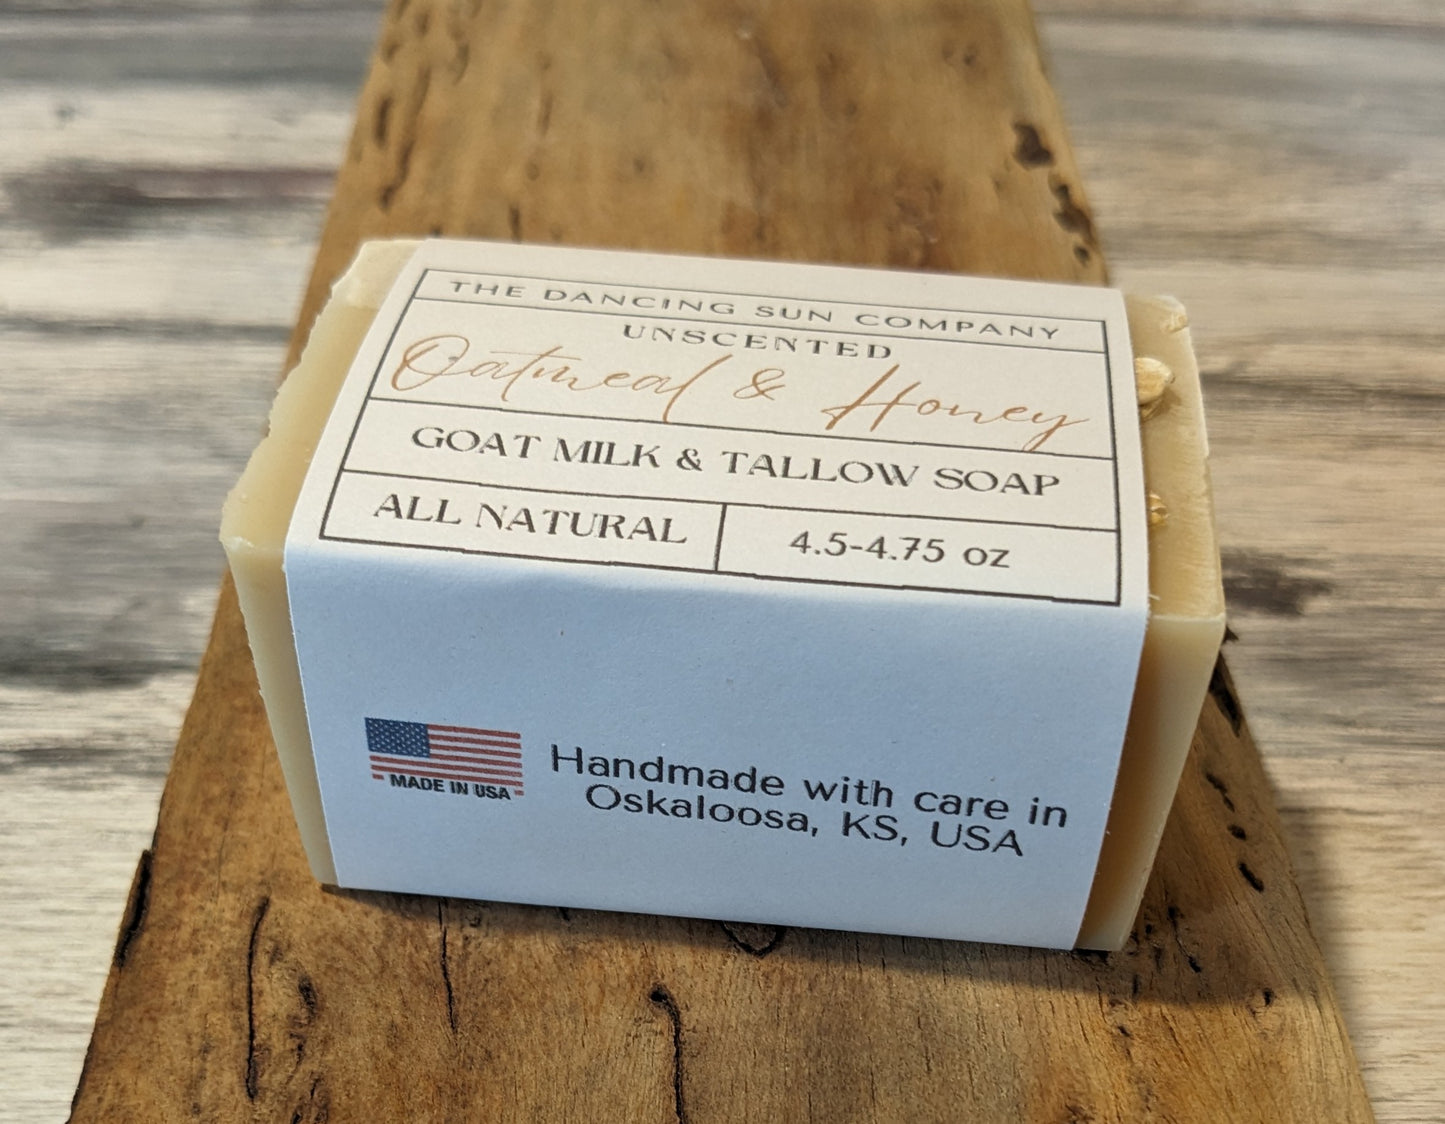 THE DANCING SUN COMPANY
UNSCENTED
Oatmeal & Honey
GOAT MILK & TALLOW SOAP
ALL NATURAL
4.5-4.75 oz
MADE IN USA
Handmade with care in
Oskaloosa, KS, USA